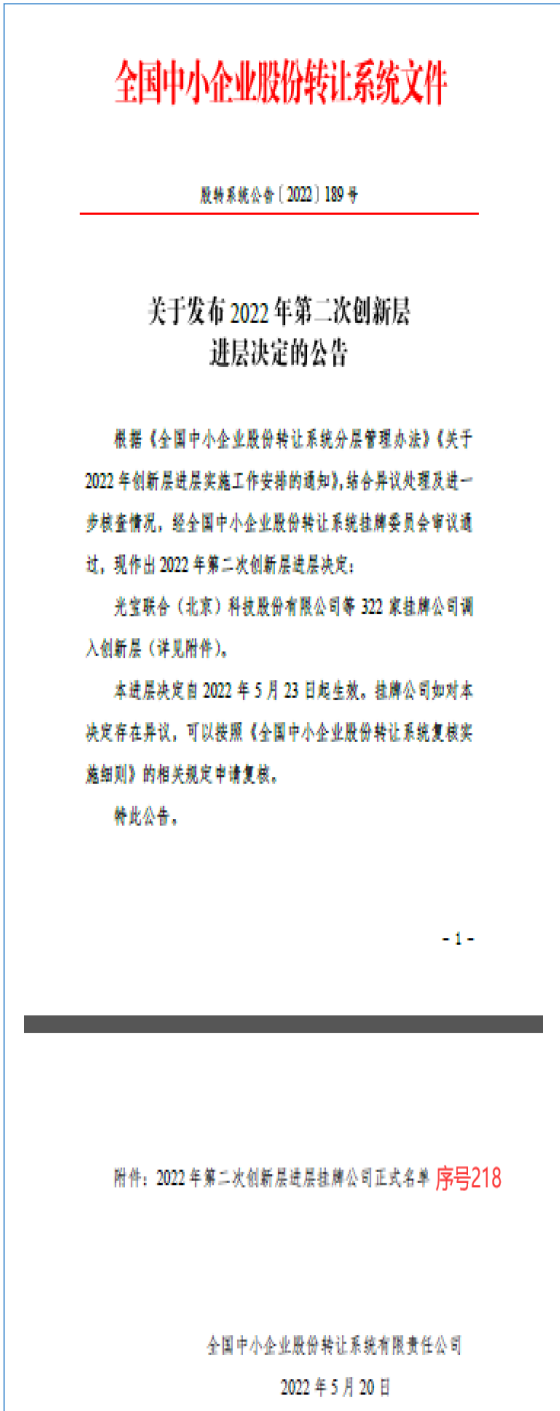 全国中小企业股份转让系统文件
股转系统公告〔2022〕189号
关于发布2022年第二次创新层
进层决定的公告
根据《全国中小企业股份转让系统分层管理办法》《关于
2022年创新层进层实施工作安排的通知》,结合异议处理及进一
步核查情况，经全国中小企业股份转让系统挂牌委员会审议通
过，现作出2022年第二次创新层进层决定：
光宝联合（北京）科技股份有限公司等 322 家挂牌公司调
入创新层（详见附件）。
本进层决定自2022年5月23日起生效。挂牌公司如对本
决定存在异议，可以按照《全国中小企业股份转让系统复核实
施细则》的相关规定申请复核。
特此公告。
- 1 -
附件：2022年第二次创新层进层挂牌公司正式名单 序号218
全国中小企业股份转让系统有限责任公司
2022年5月20日